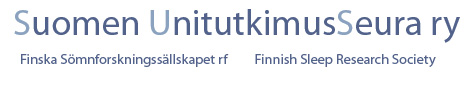 Suomen UnitutkimusSeura ry
Finska Sömnforskningssällskapet rf Finnish Sleep Research Society